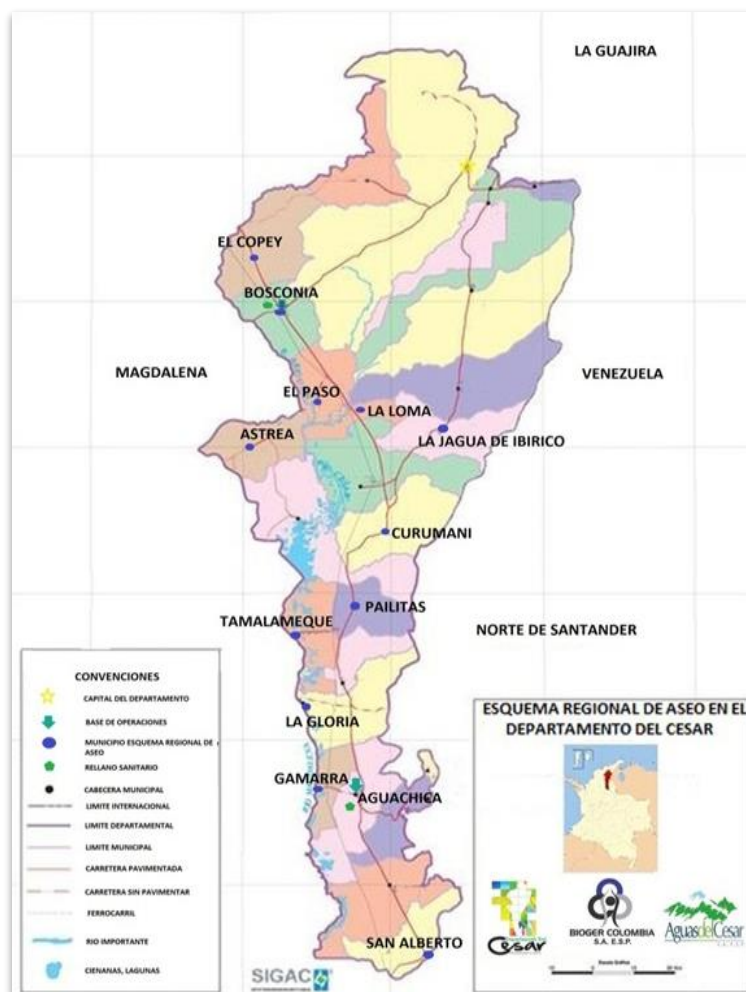 LA GUAJIRA
EL COPEY
BOSCONIA
MAGDALENA
VENEZUELA
EL PASO
LA LOMA
ASTREA
LA JAGUA DE IBIRICO
CURUMANI
PAILITAS
TAMALAMEQUE
NORTE DE SANTANDER
LA GLORIA
GAMARRA
AGUACHICA
SAN ALBERTO
CONVENCIONES
CAPITAL DEL DEPARTAMENTO
BASE DE OPERACIONES
MUNICIPIO ESQUEMA REGIONAL DE
ASEO
RELLANO SANITARIO
CABECERA MUNICIPAL
LIMITE INTERNACIONAL
LIMITE DEPARTAMENTAL
LIMITE MUNICIPAL
CARRETERA PAVIMENTADA
CARRETERA SIN PAVIMENTAR
FERROCARRIL
RIO IMPORTANTE
CIENANAS, LAGUNAS
SIGAC
ESQUEMA REGIONAL DE ASEO EN EL
DEPARTAMENTO DEL CESAR
Cesar
BIOGER COLOMBIA
S.A. E.S.P.
AguasdelCesar